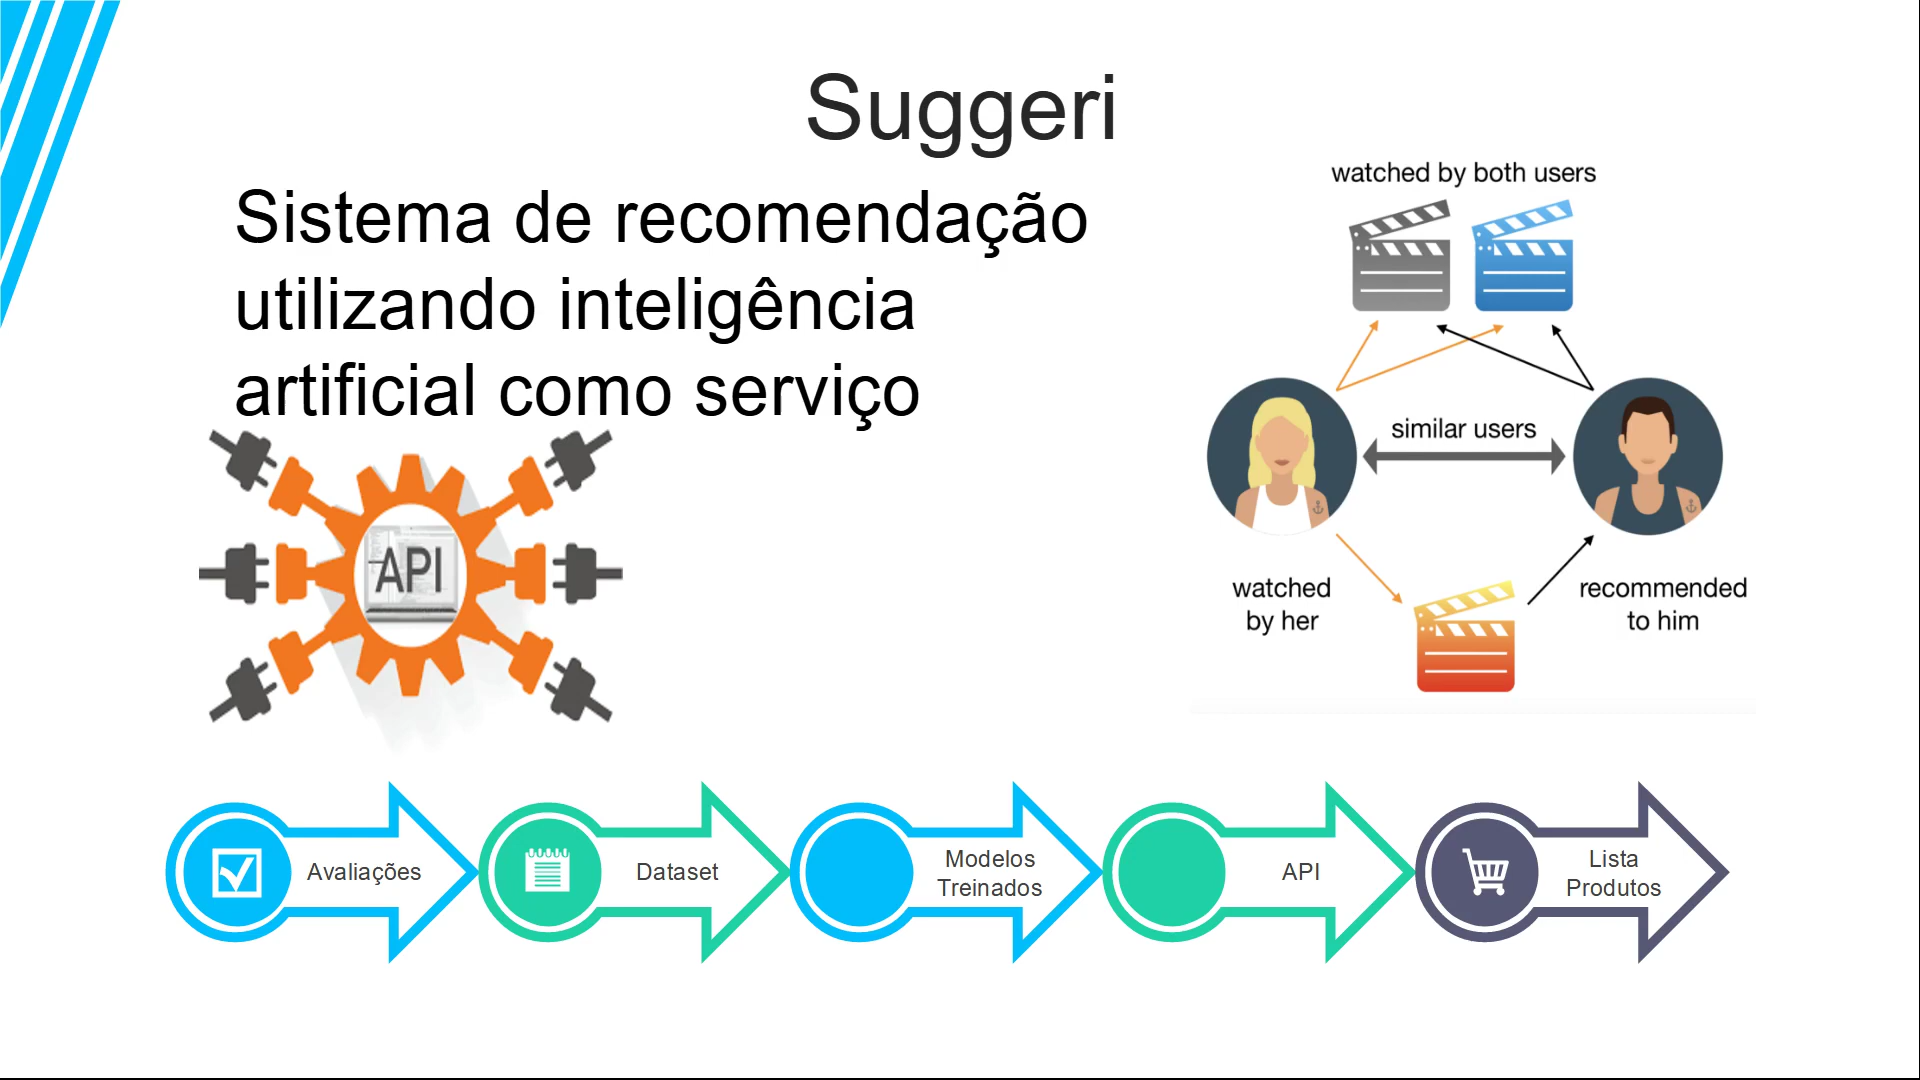 Suggeri
Sistema de recomendação
utilizando inteligência
artificial como serviço
watched by both users
similar users
watched
by her
recommended
to him
API
Avaliações
Dataset
Modelos
Treinados
API
Lista
Produtos